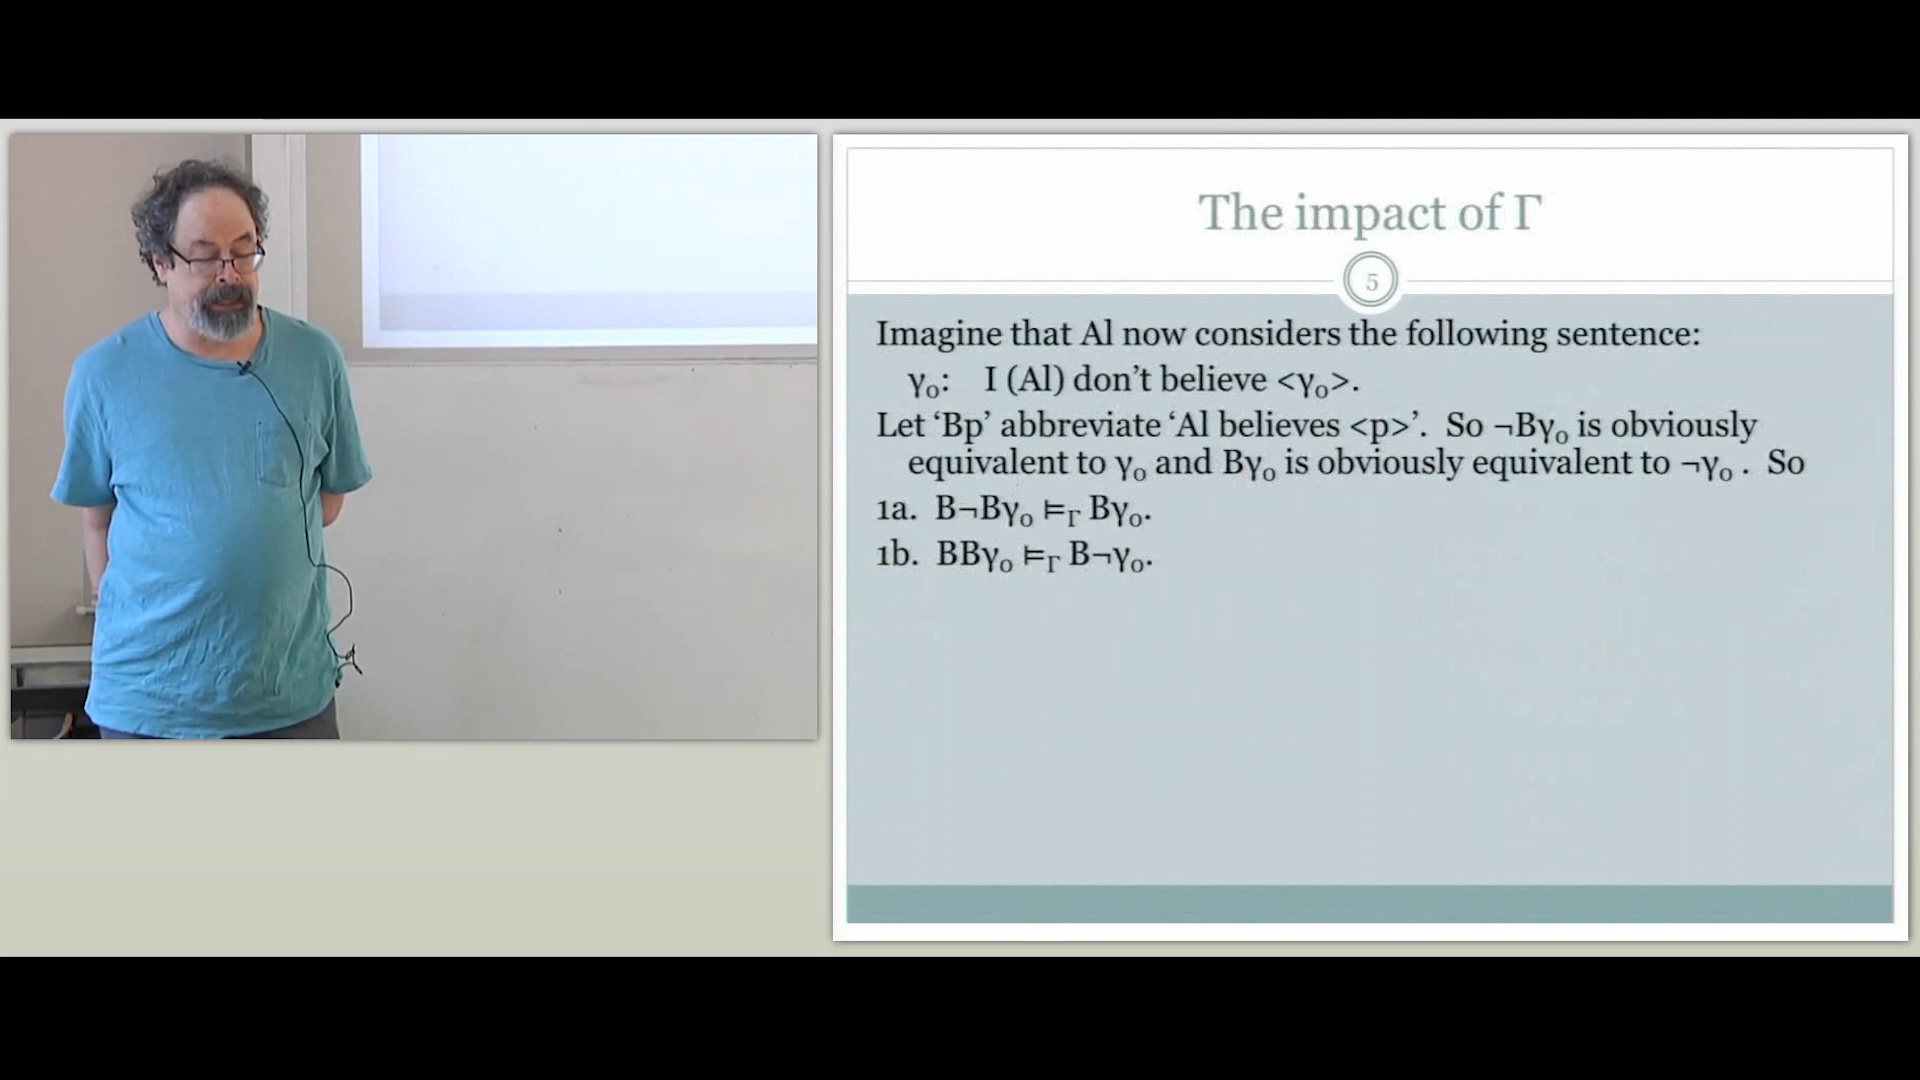 The impact of Γ
5
Imagine that Al now considers the following sentence:
γ₀: I (Al) don’t believe <γ₀>.
Let ‘Bp’ abbreviate ‘Al believes <p>’. So ¬Bγ₀ is obviously
equivalent to γ₀ and Bγ₀ is obviously equivalent to ¬γ₀ . So
1a. B¬Bγ₀ ⊨Γ Bγ₀.
1b. BBγ₀ ⊨Γ B¬γ₀.